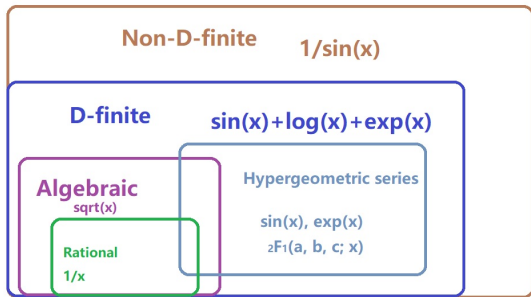 Non-D-finite 1/sin(x)
D-finite sin(x)+log(x)+exp(x)
Algebraic
sqrt(x)
Hypergeometric series
sin(x), exp(x)
₂F₁(a, b, c; x)
Rational
1/x